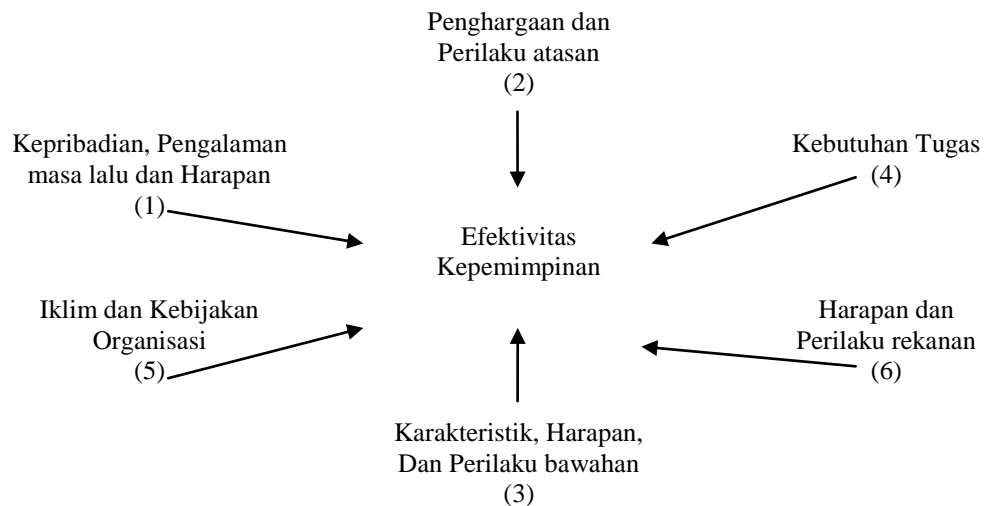 Penghargaan dan
Perilaku atasan
(2)
Kepribadian, Pengalaman
masa lalu dan Harapan
(1)
Kebutuhan Tugas
(4)
Efektivitas
Kepemimpinan
Iklim dan Kebijakan
Organisasi
(5)
Harapan dan
Perilaku rekanan
(6)
Karakteristik, Harapan,
Dan Perilaku bawahan
(3)